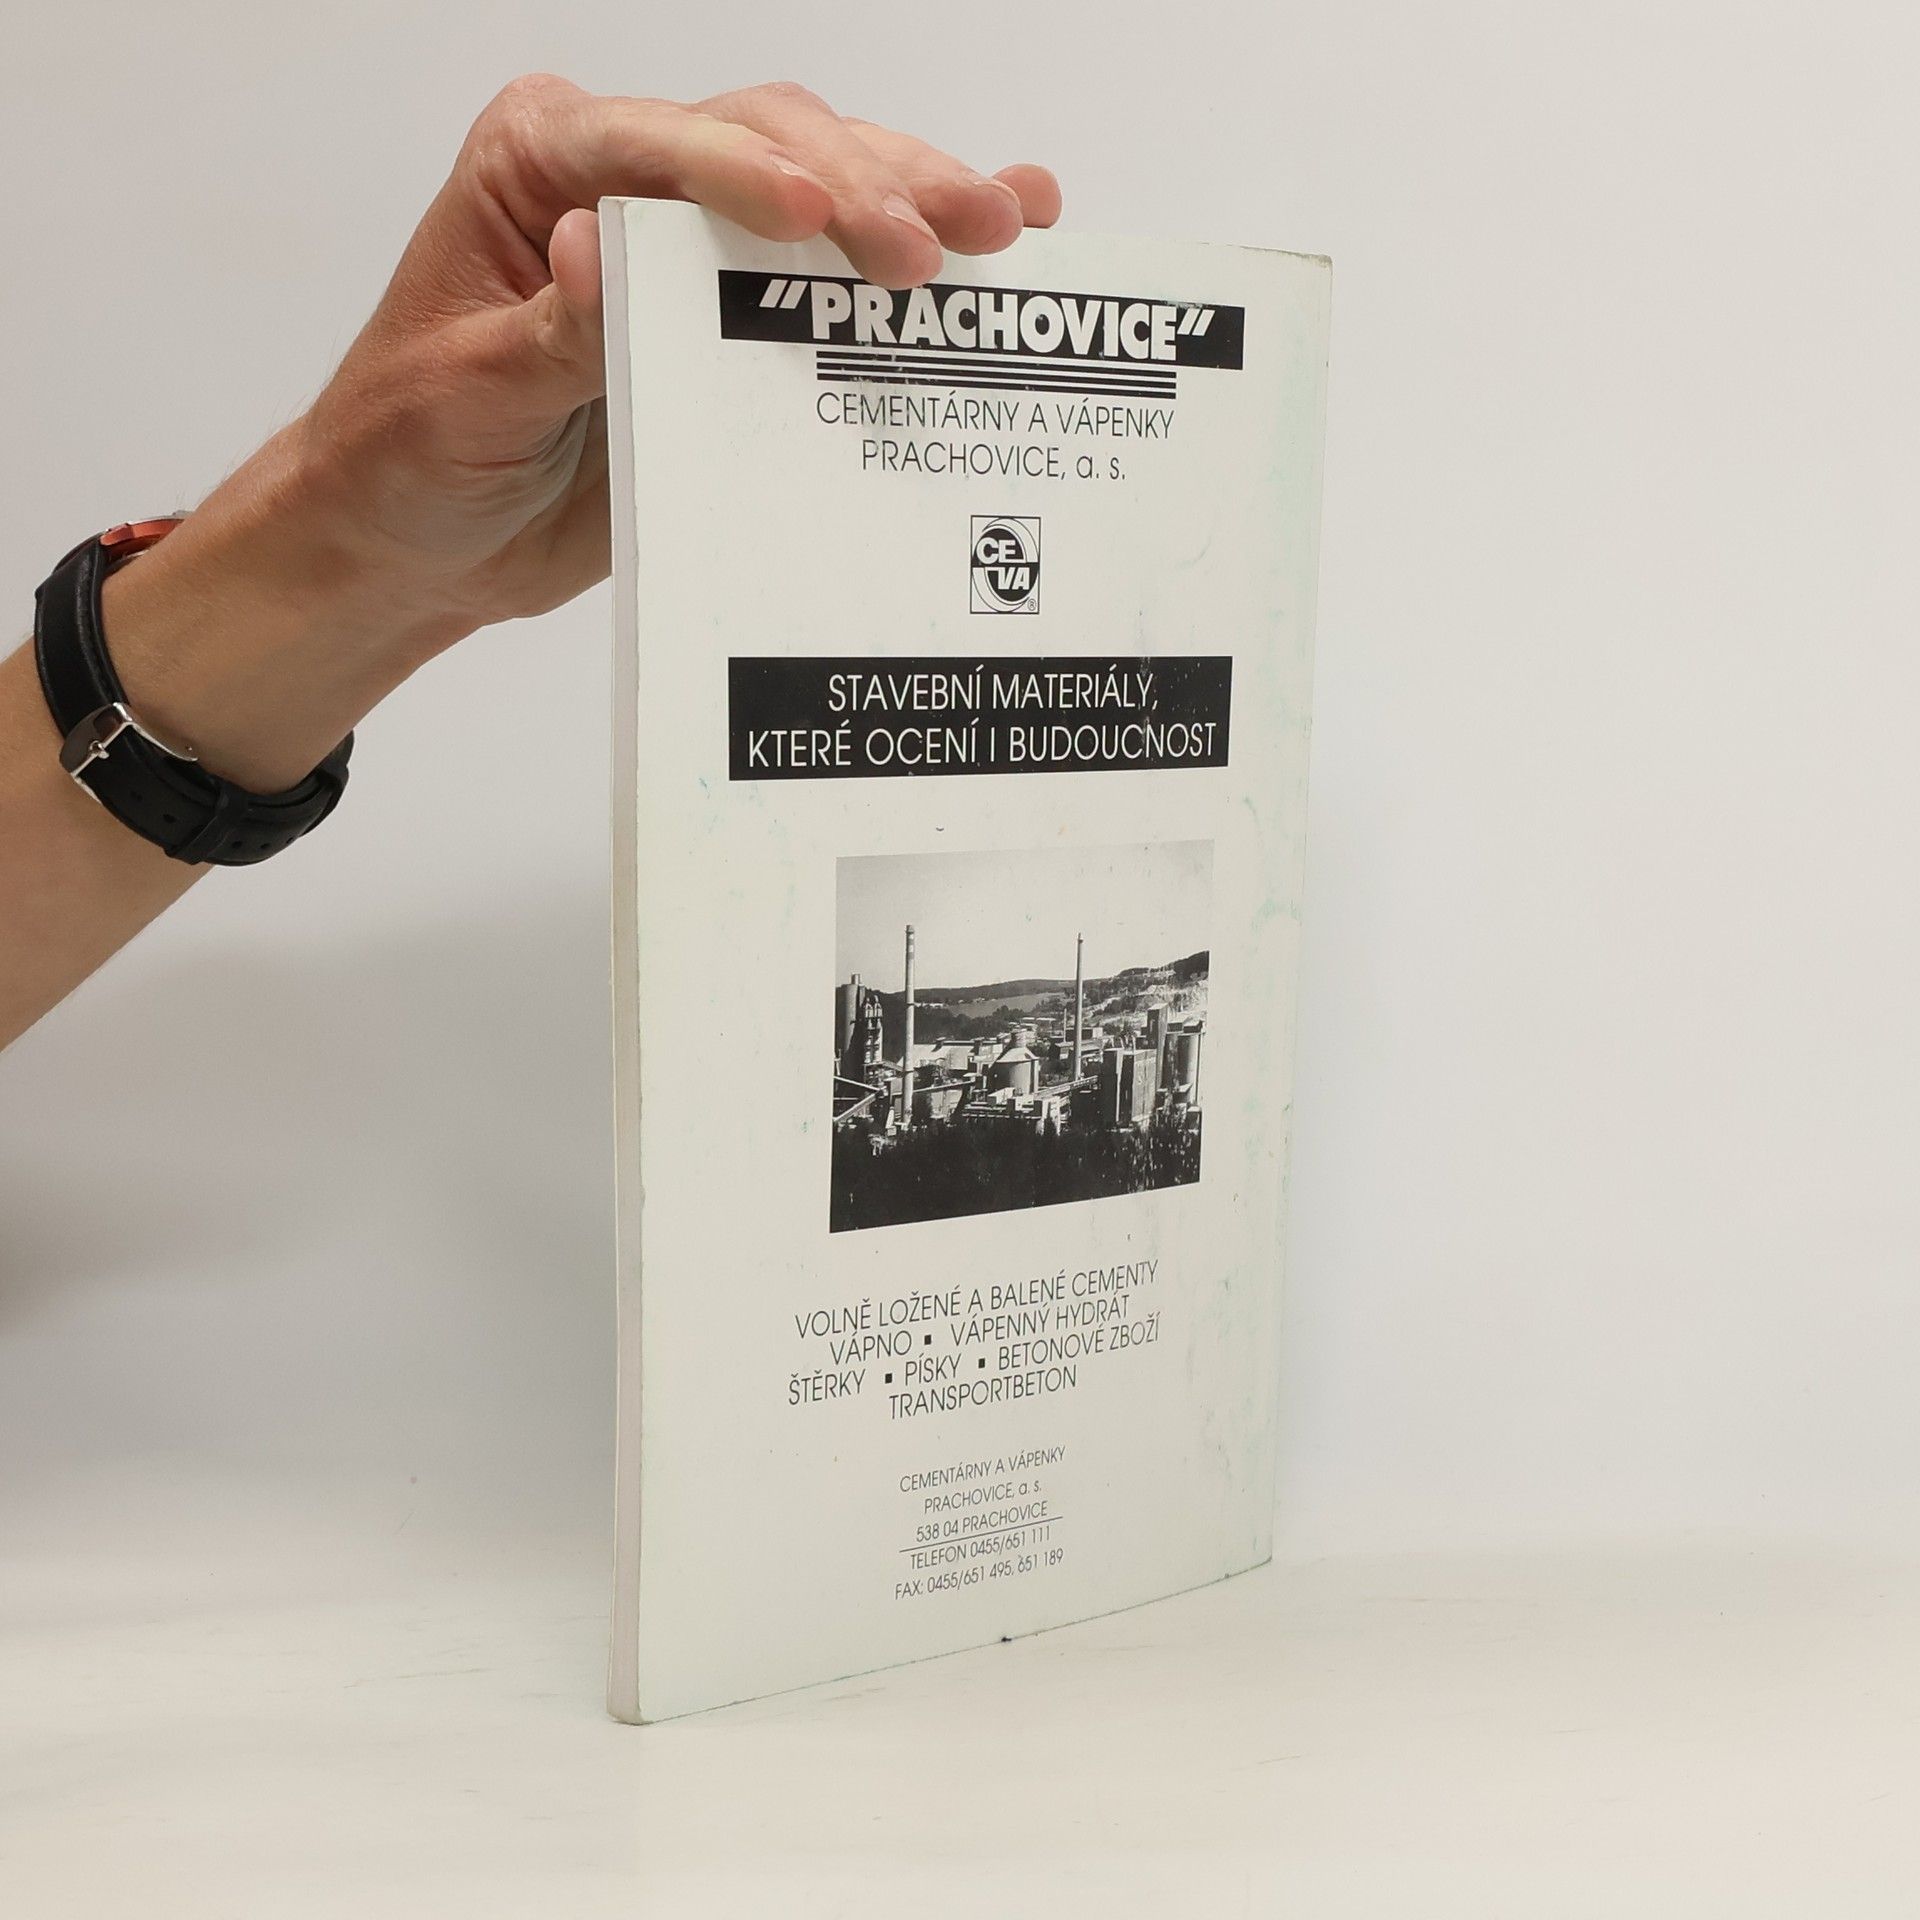 "PRACHOVICE"
CEMENTÁRNY A VÁPENKY
PRACHOVICE, a. s.
CE
VA
®
STAVEBNÍ MATERIÁLY,
KTERÉ OCENÍ I BUDOUCNOST
VOLNĚ LOŽENÉ A BALENÉ CEMENTY
VÁPNO ▪ VÁPENNÝ HYDRÁT
ŠTĚRKY ▪ PÍSKY ▪ BETONOVÉ ZBOŽÍ
TRANSPORTBETON
CEMENTÁRNY A VÁPENKY
PRACHOVICE, a. s.
538 04 PRACHOVICE
TELEFON 0455/651 111
FAX: 0455/651 495, 651 189